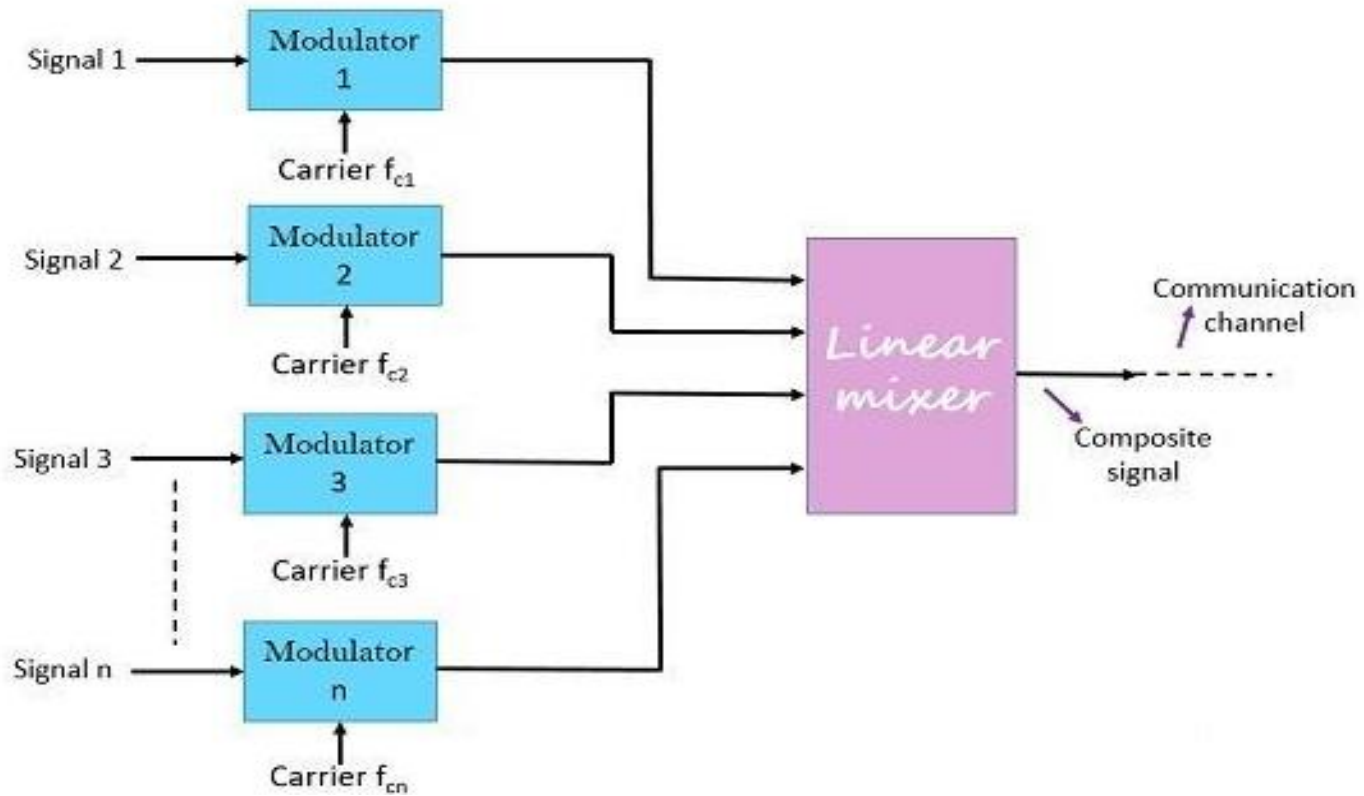 Signal 1
Modulator
1
Carrier fc1
Signal 2
Modulator
2
Carrier fc2
Signal 3
Modulator
3
Carrier fc3
Signal n
Modulator
n
Carrier fcn
Linear
mixer
Communication
channel
Composite
signal